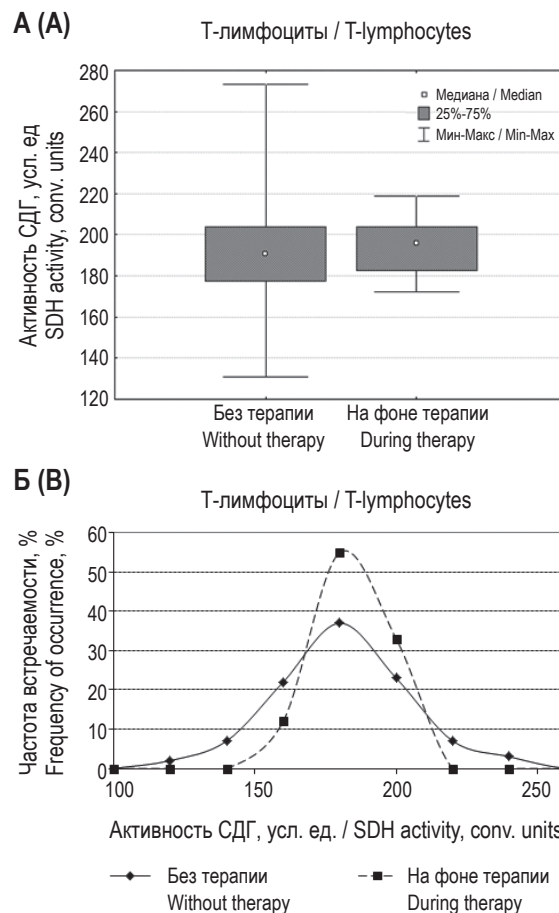 А (A)
Т-лимфоциты / T-lymphocytes
Активность СДГ, усл. ед
SDH activity, conv. units
280
260
240
220
200
180
160
140
120
Медиана / Median
25%-75%
Мин-Макс / Min-Max
Без терапии
Without therapy
На фоне терапии
During therapy
Б (B)
Т-лимфоциты / T-lymphocytes
Частота встречаемости, %
Frequency of occurrence, %
60
50
40
30
20
10
0
100 150 200 250
Активность СДГ, усл. ед. / SDH activity, conv. units
Без терапии
Without therapy
На фоне терапии
During therapy